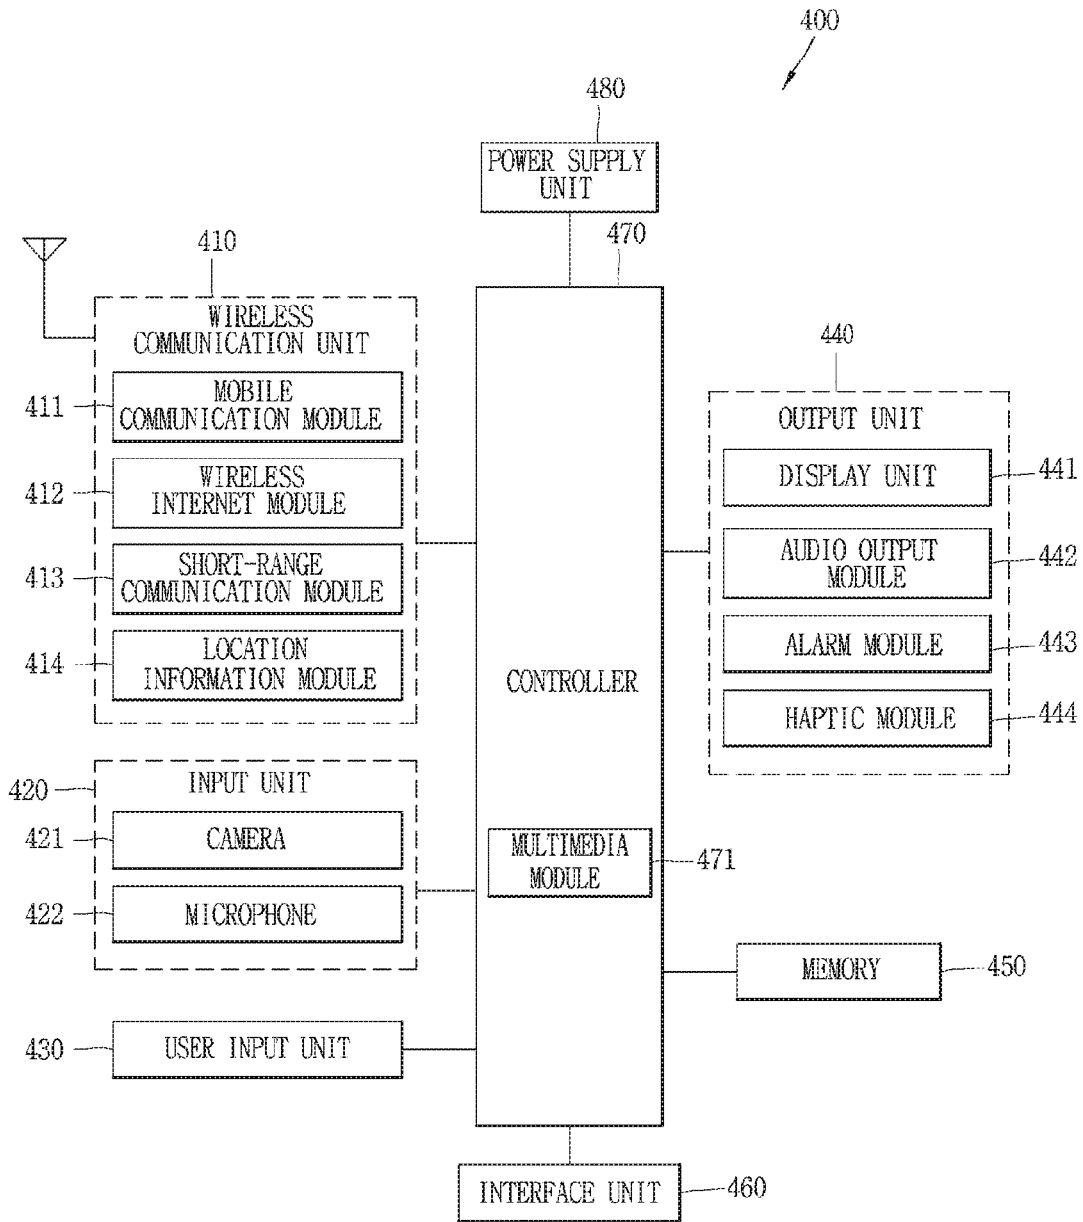 400
480
POWER SUPPLY
UNIT
470
410
WIRELESS
COMMUNICATION UNIT
411
MOBILE
COMMUNICATION MODULE
412
WIRELESS
INTERNET MODULE
413
SHORT-RANGE
COMMUNICATION MODULE
414
LOCATION
INFORMATION MODULE
420
INPUT UNIT
421
CAMERA
422
MICROPHONE
430
USER INPUT UNIT
CONTROLLER
MULTIMEDIA
MODULE
471
440
OUTPUT UNIT
DISPLAY UNIT
441
AUDIO OUTPUT
MODULE
442
ALARM MODULE
443
HAPTIC MODULE
444
MEMORY
450
INTERFACE UNIT
460